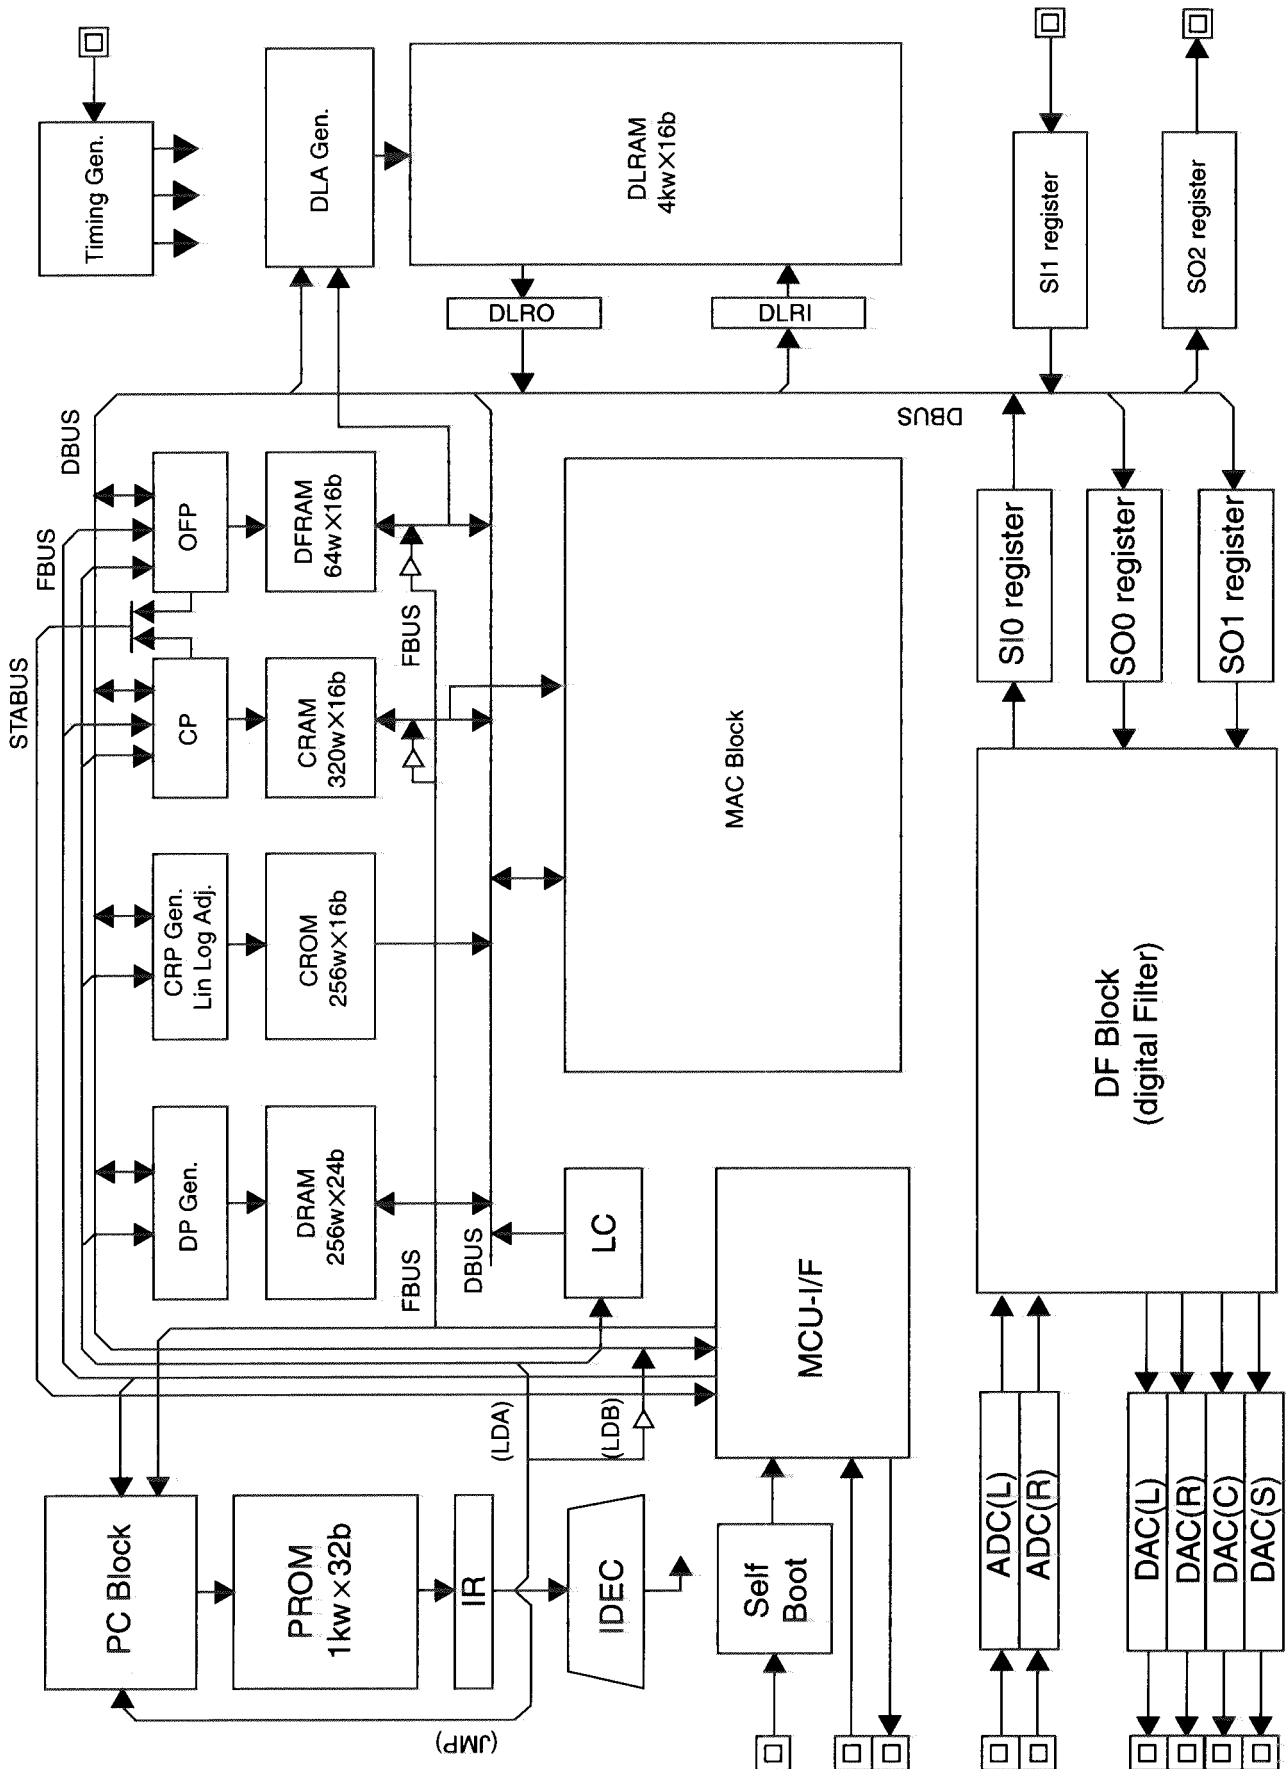 PC Block
PROM
1kw×32b
IR
IDEC
(JMP)
(LDA)
(LDB)
STABUS
FBUS
DBUS
DP Gen.
CRP Gen.
Lin Log Adj.
CP
OFP
Timing Gen.
DRAM
256w×24b
CROM
256w×16b
CRAM
320w×16b
DFRAM
64w×16b
DLA Gen.
FBUS
FBUS
DBUS
LC
MAC Block
DLRO
DLRI
DLRAM
4kw×16b
Self
Boot
MCU-I/F
DBUS
ADC(L)
ADC(R)
DAC(L)
DAC(R)
DAC(C)
DAC(S)
DF Block
(digital Filter)
SI0 register
SO0 register
SO1 register
SI1 register
SO2 register